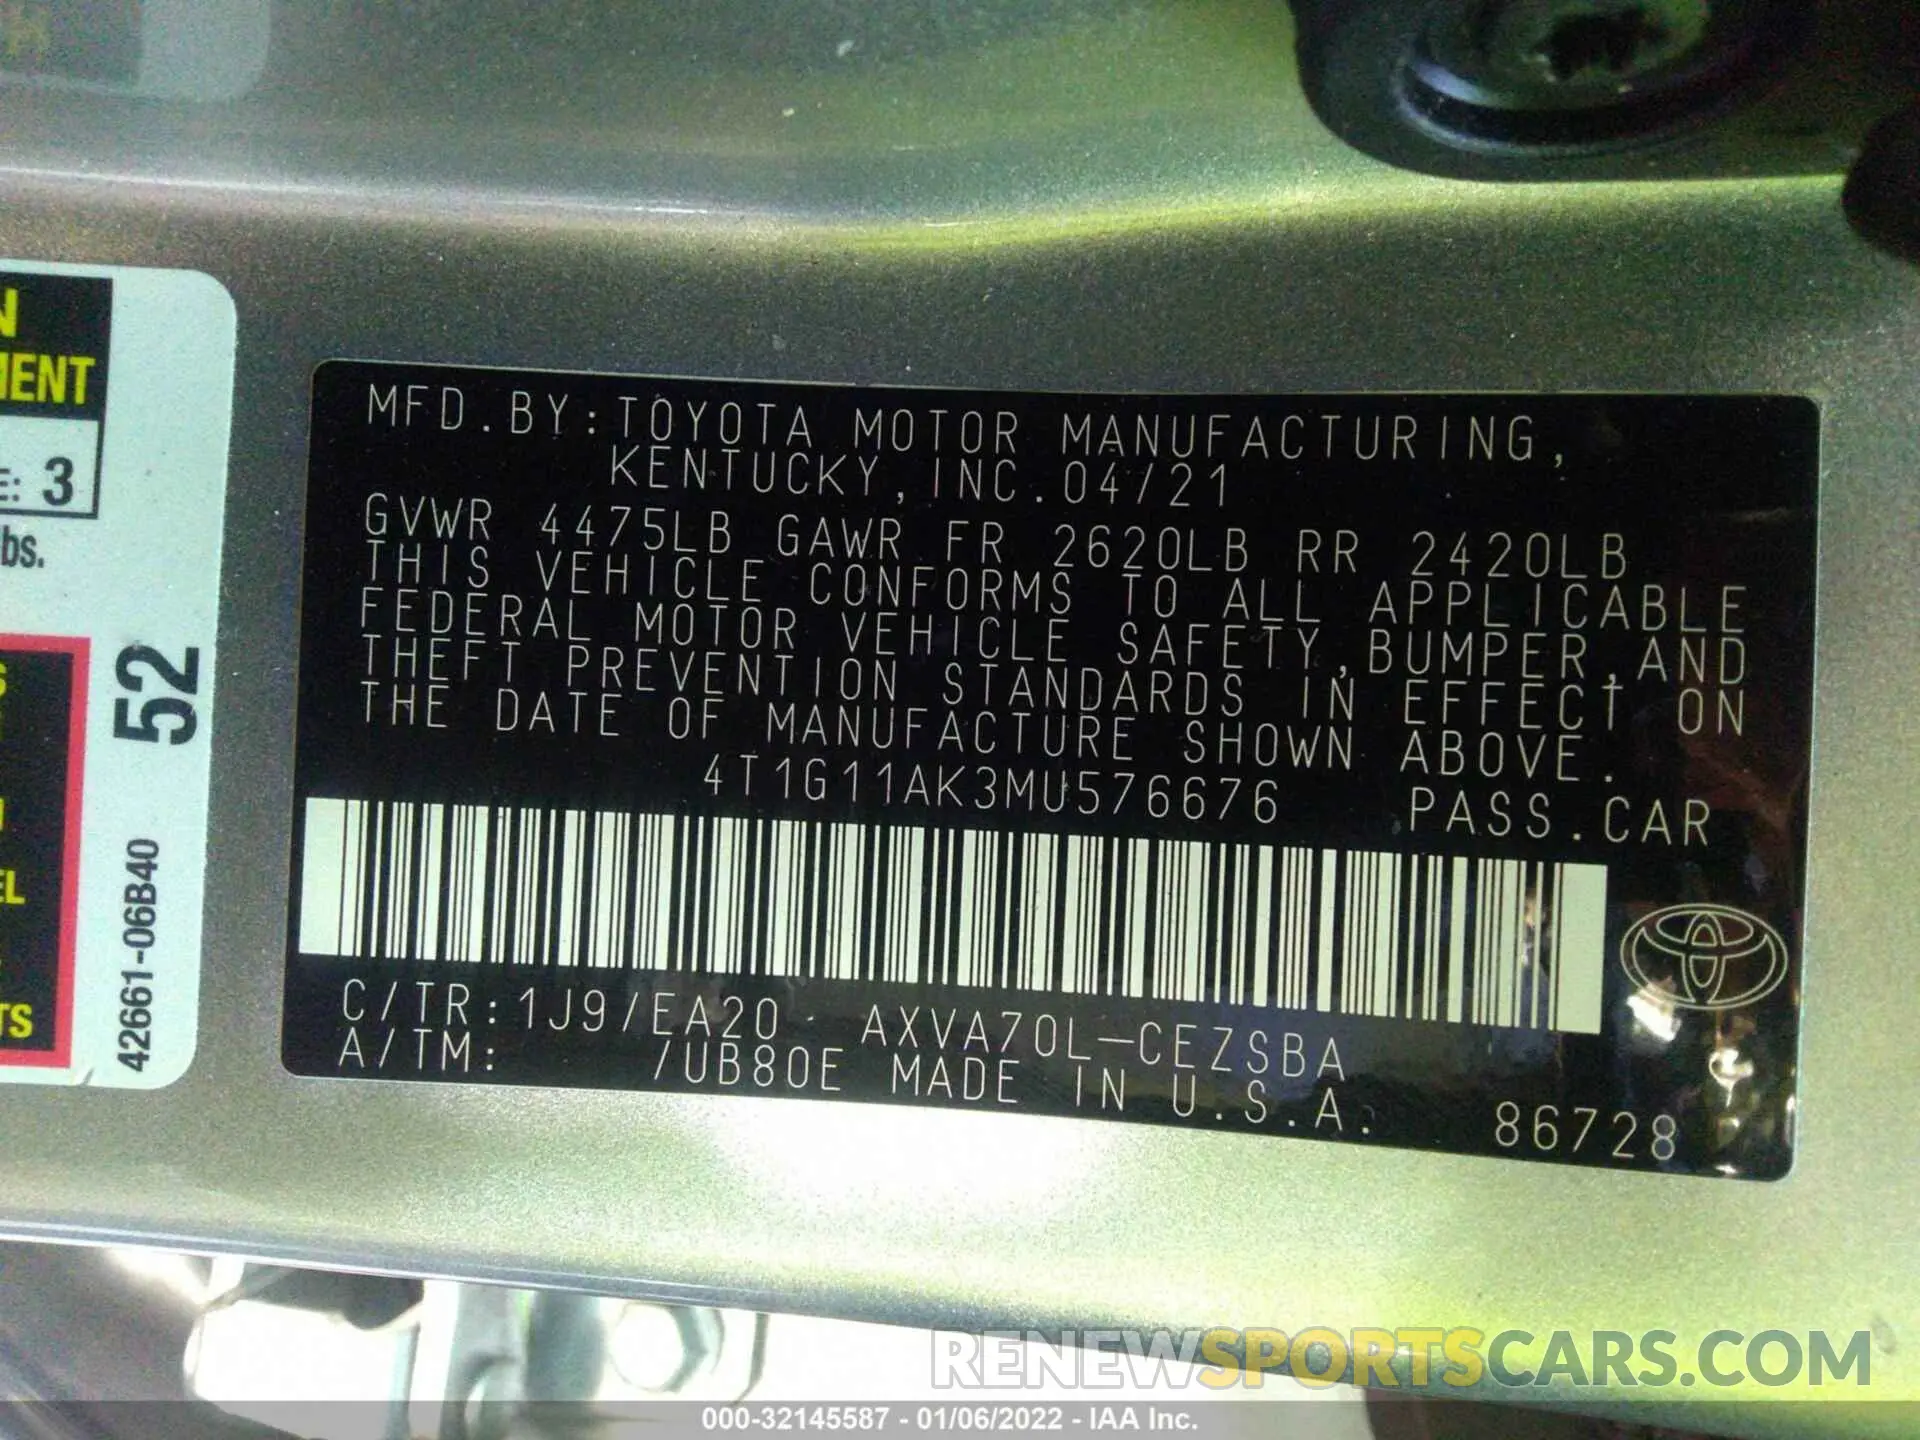 N
MENT
E: 3
bs.
52
42661-06B40
S
EL
TS
MFD.BY:TOYOTA MOTOR MANUFACTURING,
KENTUCKY,INC.04/21
GVWR 4475LB GAWR FR 2620LB RR 2420LB
THIS VEHICLE CONFORMS TO ALL APPLICABLE
FEDERAL MOTOR VEHICLE SAFETY,BUMPER,AND
THEFT PREVENTION STANDARDS IN EFFECT ON
THE DATE OF MANUFACTURE SHOWN ABOVE.
4T1G11AK3MU576676 PASS.CAR
C/TR:1J9/EA20 AXVA70L-CEZSBA
A/TM: /UB80E MADE IN U.S.A.
86728
RENEWSPORTSCARS.COM
000-32145587 - 01/06/2022 - IAA Inc.